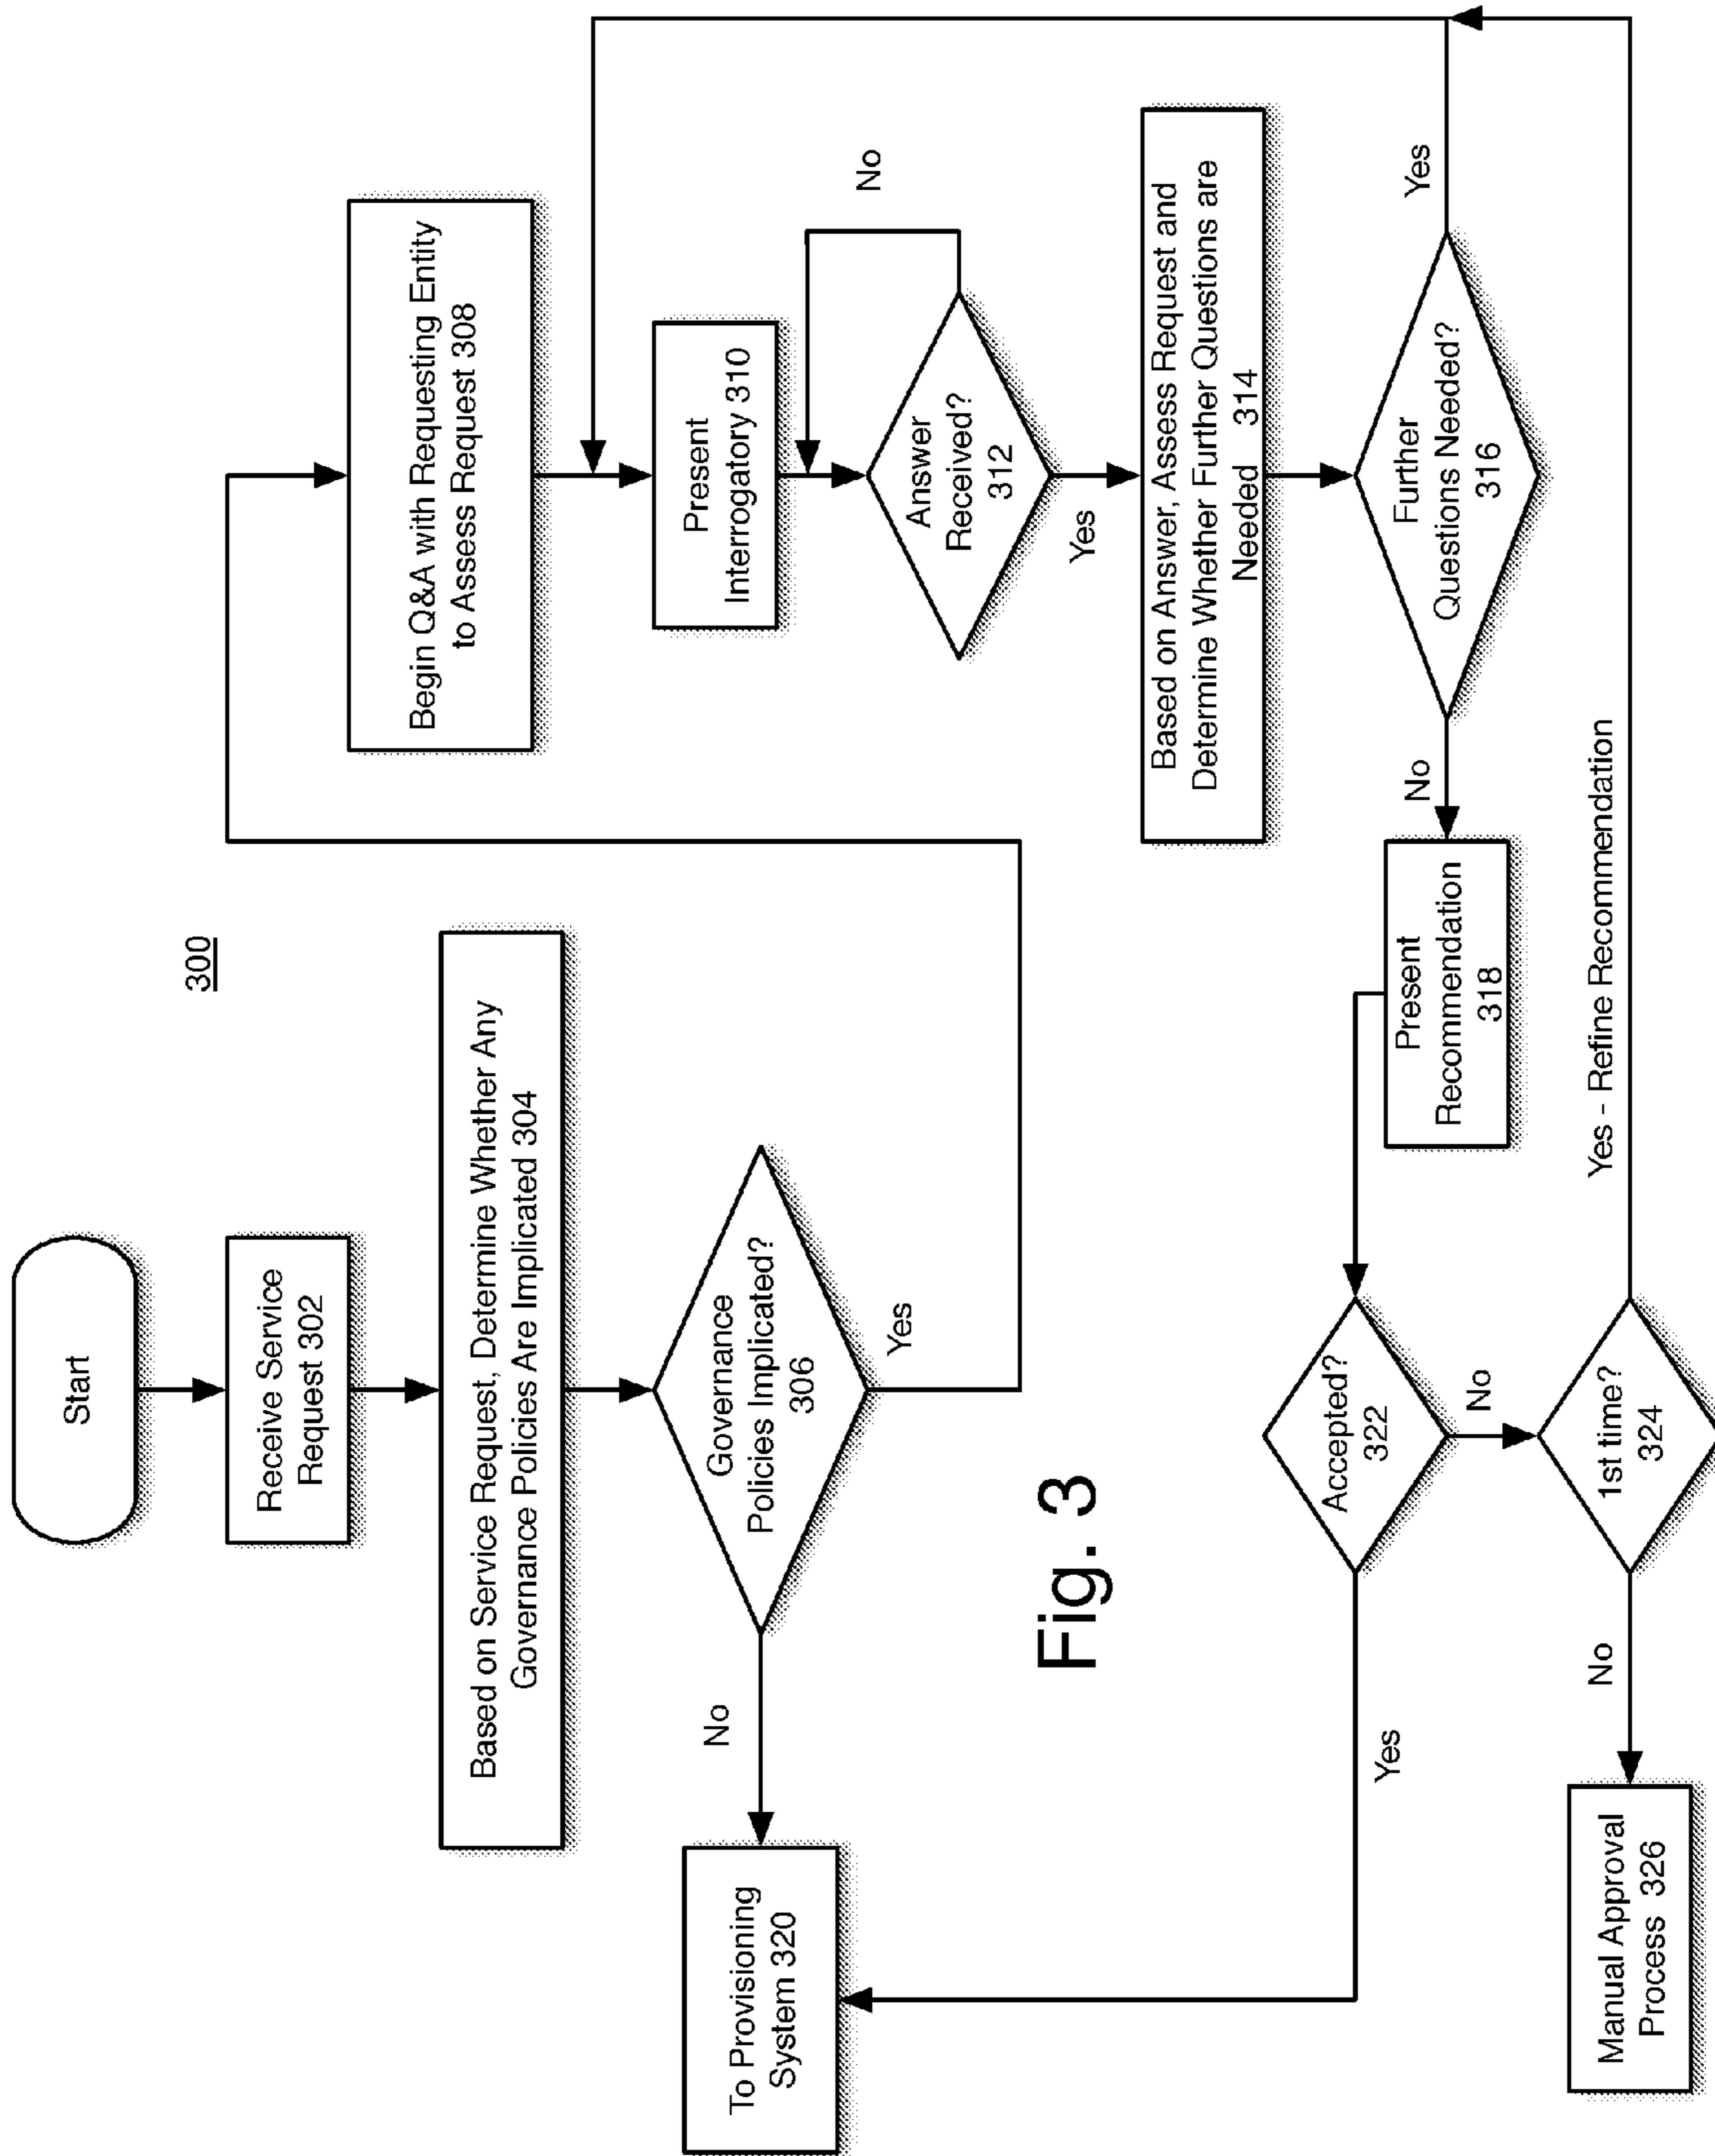 300
Start
Receive Service
Request 302
Based on Service Request, Determine Whether Any
Governance Policies Are Implicated 304
Governance
Policies Implicated?
306
No
Yes
To Provisioning
System 320
Begin Q&A with Requesting Entity
to Assess Request 308
Present
Interrogatory 310
Answer
Received?
312
No
Yes
Based on Answer, Assess Request and
Determine Whether Further Questions are
Needed 314
Further
Questions Needed?
316
Yes
No
Present
Recommendation
318
Accepted?
322
Yes
No
1st time?
324
Yes - Refine Recommendation
No
Manual Approval
Process 326
Fig. 3